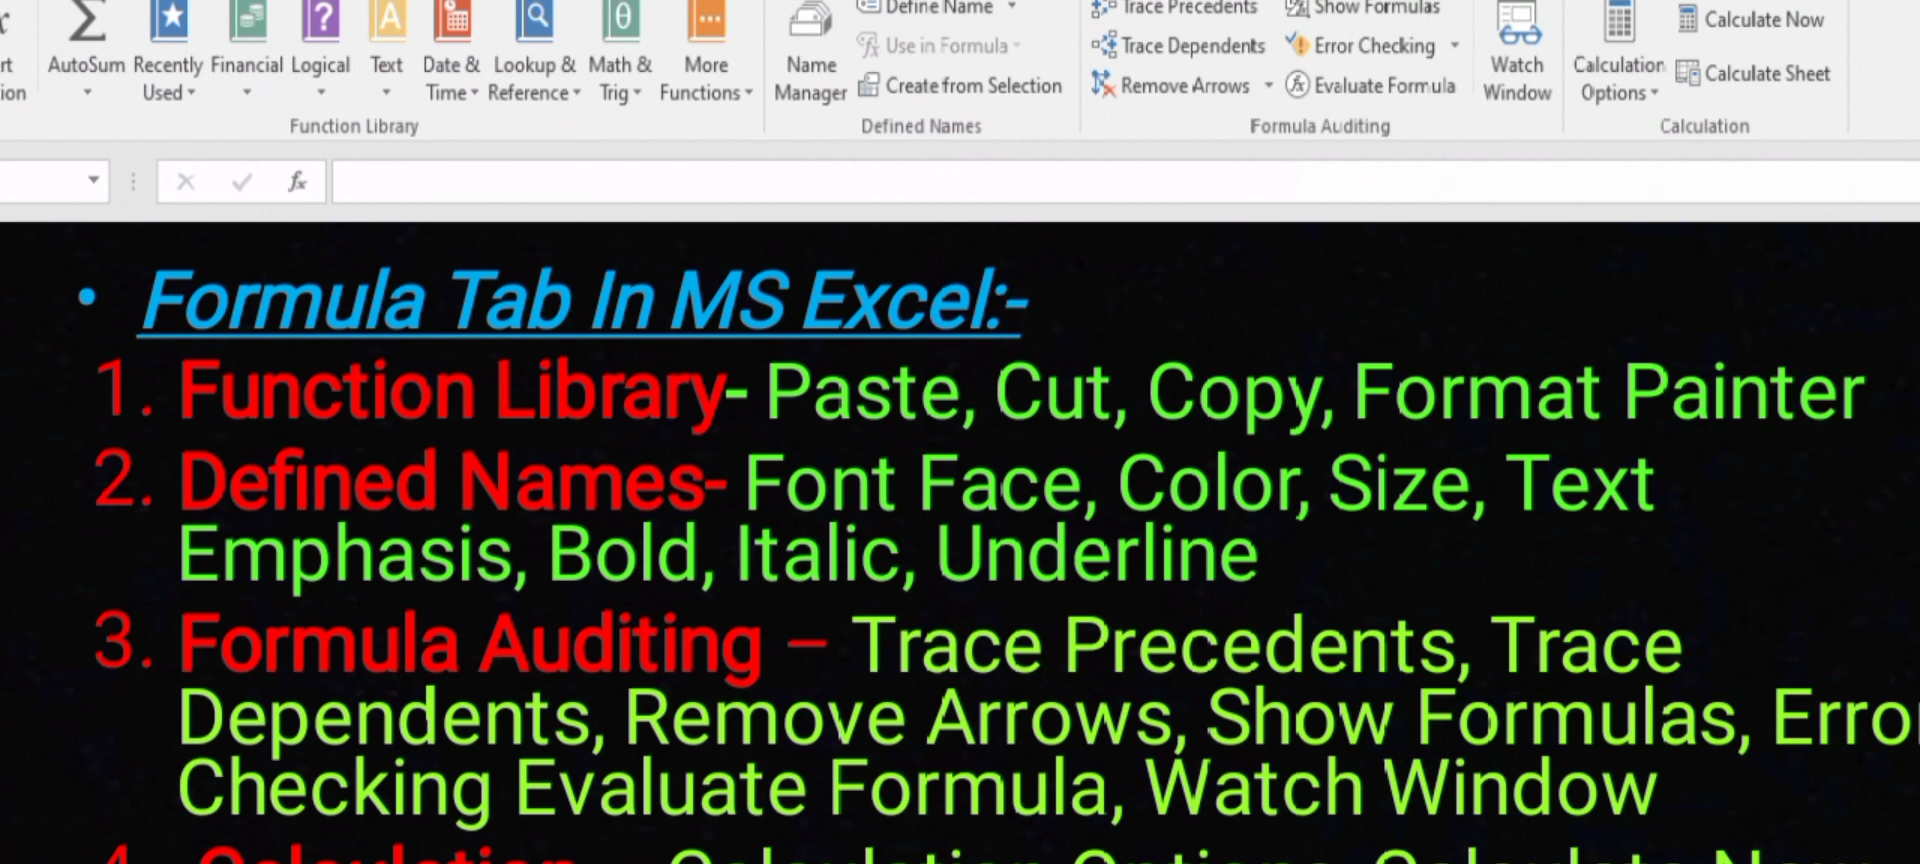 Define Name
Trace Precedents
Show Formulas
Calculate Now
AutoSum
Recently Used
Financial
Logical
Text
Date & Time
Lookup & Reference
Math & Trig
More Functions
Name Manager
Use in Formula
Create from Selection
Trace Dependents
Remove Arrows
Error Checking
Evaluate Formula
Watch Window
Calculation Options
Calculate Sheet
Function Library
Defined Names
Formula Auditing
Calculation
fx
• Formula Tab In MS Excel:-
1. Function Library- Paste, Cut, Copy, Format Painter
2. Defined Names- Font Face, Color, Size, Text
Emphasis, Bold, Italic, Underline
3. Formula Auditing – Trace Precedents, Trace
Dependents, Remove Arrows, Show Formulas, Error
Checking Evaluate Formula, Watch Window